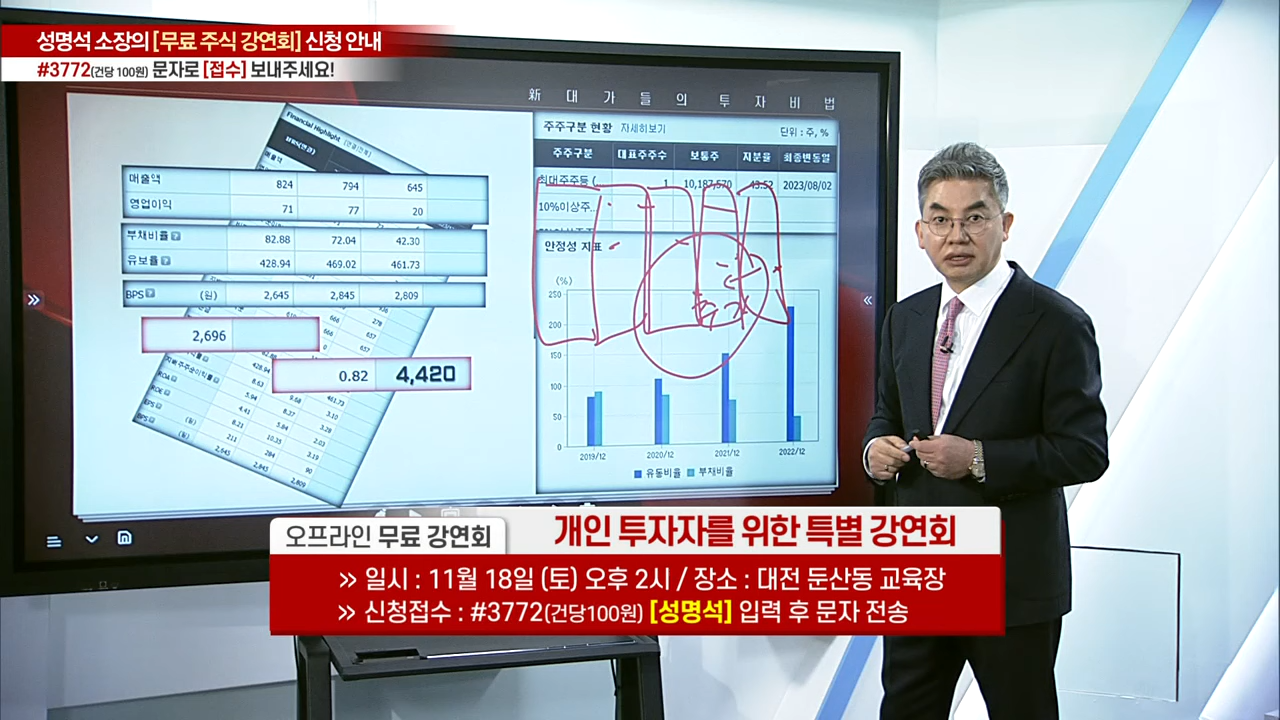 성명석 소장의 [무료 주식 강연회] 신청 안내
#3772(건당 100원) 문자로 [접수] 보내주세요!
新 대 가 들 의 투 자 비 법
Financial Highlight
매출액 824 794 645
영업이익 71 77 20
부채비율 82.88 72.04 42.30
유보율 428.94 469.02 461.73
BPS (원) 2,645 2,845 2,809
2,696
0.82 4,420
주주구분 현황 자세히보기 단위 : 주, %
주주구분 대표주주수 보통주 지분율 최종변동일
최대주주등 (... 1 10,187,570 43.52 2023/08/02
10%이상주..
안정성 지표
(%)
250
200
150
100
50
0
2019/12 2020/12 2021/12 2022/12
유동비율 부채비율
오프라인 무료 강연회
개인 투자자를 위한 특별 강연회
» 일시 : 11월 18일 (토) 오후 2시 / 장소 : 대전 둔산동 교육장
» 신청접수 : #3772(건당100원) [성명석] 입력 후 문자 전송